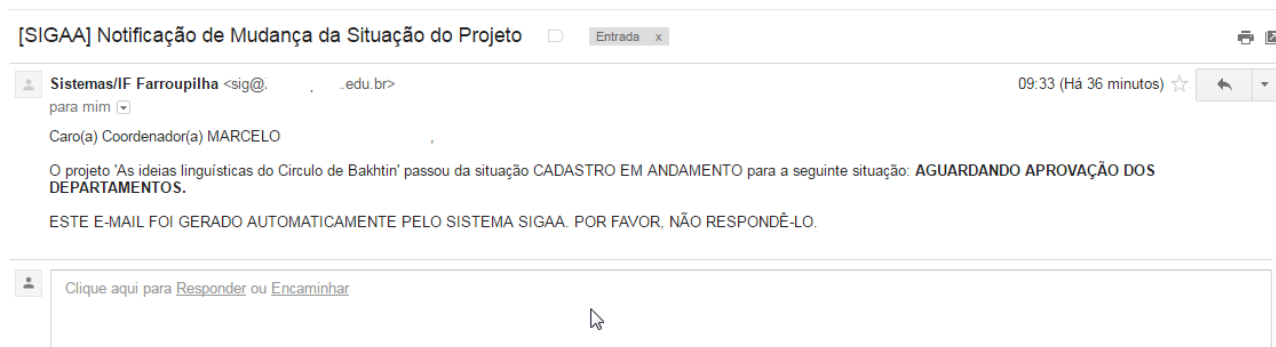 [SIGAA] Notificação de Mudança da Situação do Projeto Entrada x
Sistemas/IF Farroupilha <sig@. . ..edu.br> 09:33 (Há 36 minutos)
para mim
Caro(a) Coordenador(a) MARCELO ,
O projeto 'As ideias linguísticas do Circulo de Bakhtin' passou da situação CADASTRO EM ANDAMENTO para a seguinte situação: AGUARDANDO APROVAÇÃO DOS
DEPARTAMENTOS.
ESTE E-MAIL FOI GERADO AUTOMATICAMENTE PELO SISTEMA SIGAA. POR FAVOR, NÃO RESPONDÊ-LO.
Clique aqui para Responder ou Encaminhar